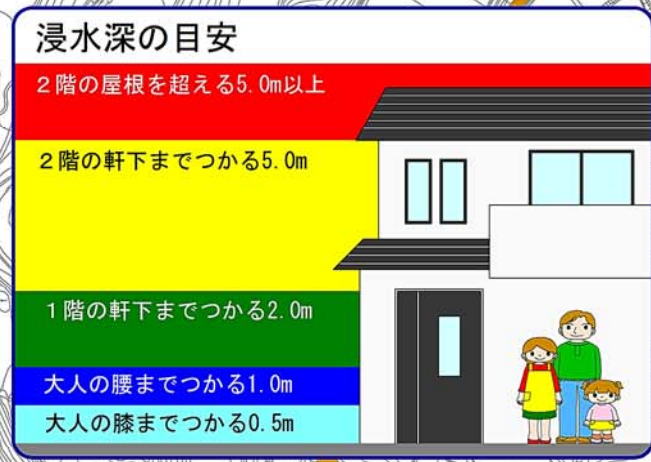 浸水深の目安
２階の屋根を超える5.0m以上
２階の軒下までつかる5.0m
１階の軒下までつかる2.0m
大人の腰までつかる1.0m
大人の膝までつかる0.5m